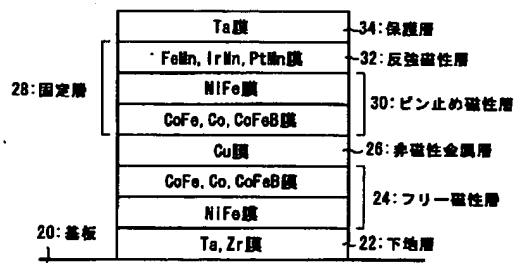 Ta膜
34:保護層
FeMn, IrMn, PtMn膜
32:反強磁性層
28:固定層
NiFe膜
30:ピン止め磁性層
CoFe, Co, CoFeB膜
Cu膜
26:非磁性金属層
CoFe, Co, CoFeB膜
24:フリー磁性層
NiFe膜
20:基板
Ta, Zr膜
22:下地層